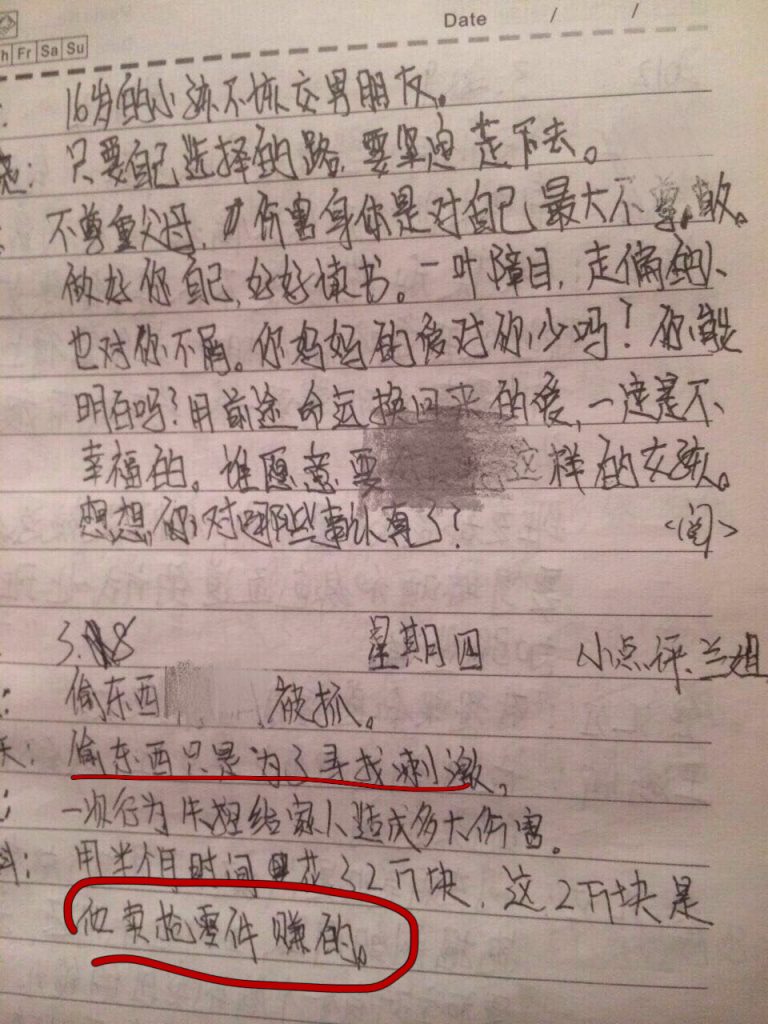 Date / /
h Fr Sa Su
: 16岁的小孩不该交男朋友。
: 只要自己选择的路,要坚定走下去。
: 不尊重父母,伤害身体是对自己最大不尊敬。
做好你自己,好好读书。一叶障目,走偏的人
也对你不屑。你妈妈的爱对你少吗?你能
明白吗?用前途命运换回来的爱,一定是不
幸福的。谁愿意要 这样的女孩。
想想,你对哪些事认真了? <阅>
星期四 小点评、兰姐
: 偷东西 被抓。
: 偷东西只是为了寻找刺激,
: 一次行为失控给家人造成多大伤害。
: 用半个月时间花了2万块,这2万块是
他卖枪零件赚的。